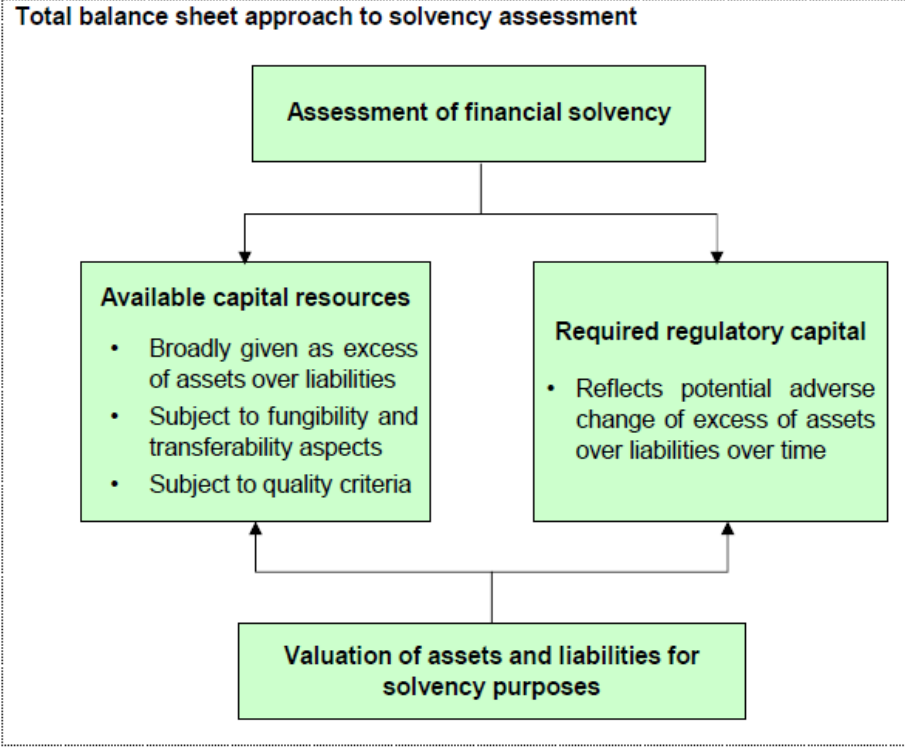 Total balance sheet approach to solvency assessment
Assessment of financial solvency
Available capital resources
• Broadly given as excess
of assets over liabilities
• Subject to fungibility and
transferability aspects
• Subject to quality criteria
Required regulatory capital
• Reflects potential adverse
change of excess of assets
over liabilities over time
Valuation of assets and liabilities for
solvency purposes